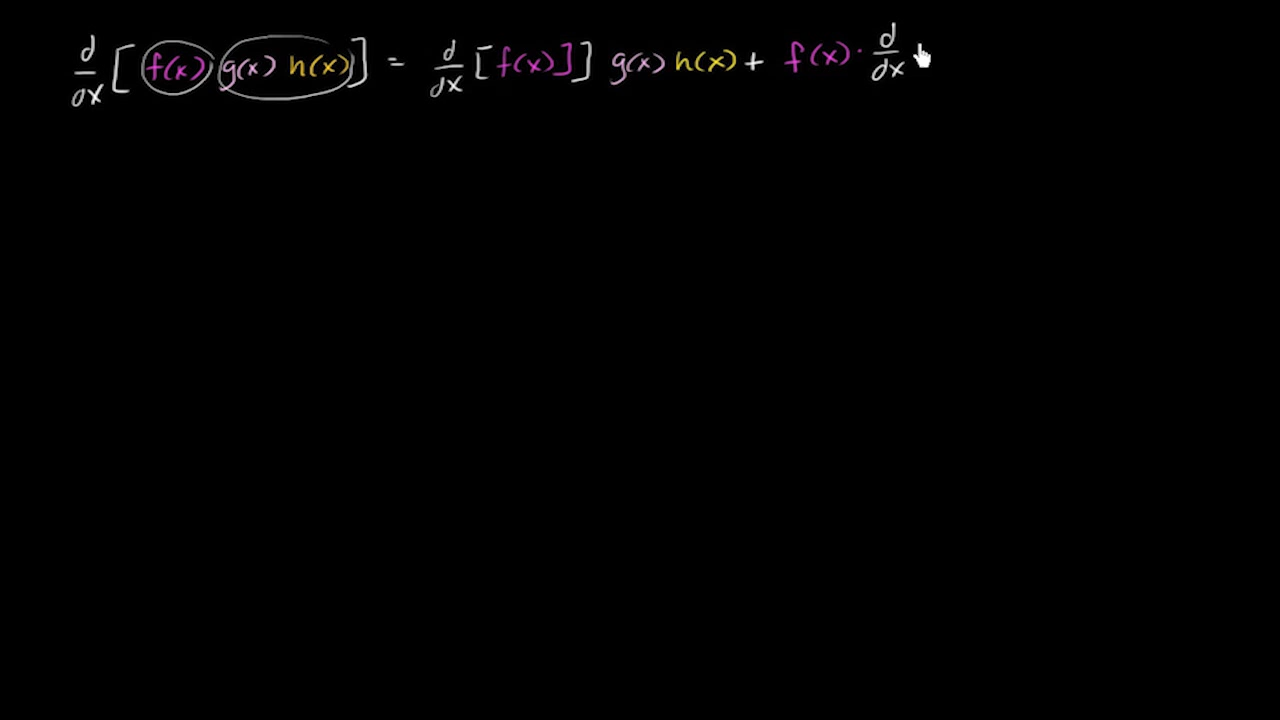 d/dx [f(x) g(x) h(x)] = d/dx [f(x)]] g(x) h(x) + f(x) · d/dx